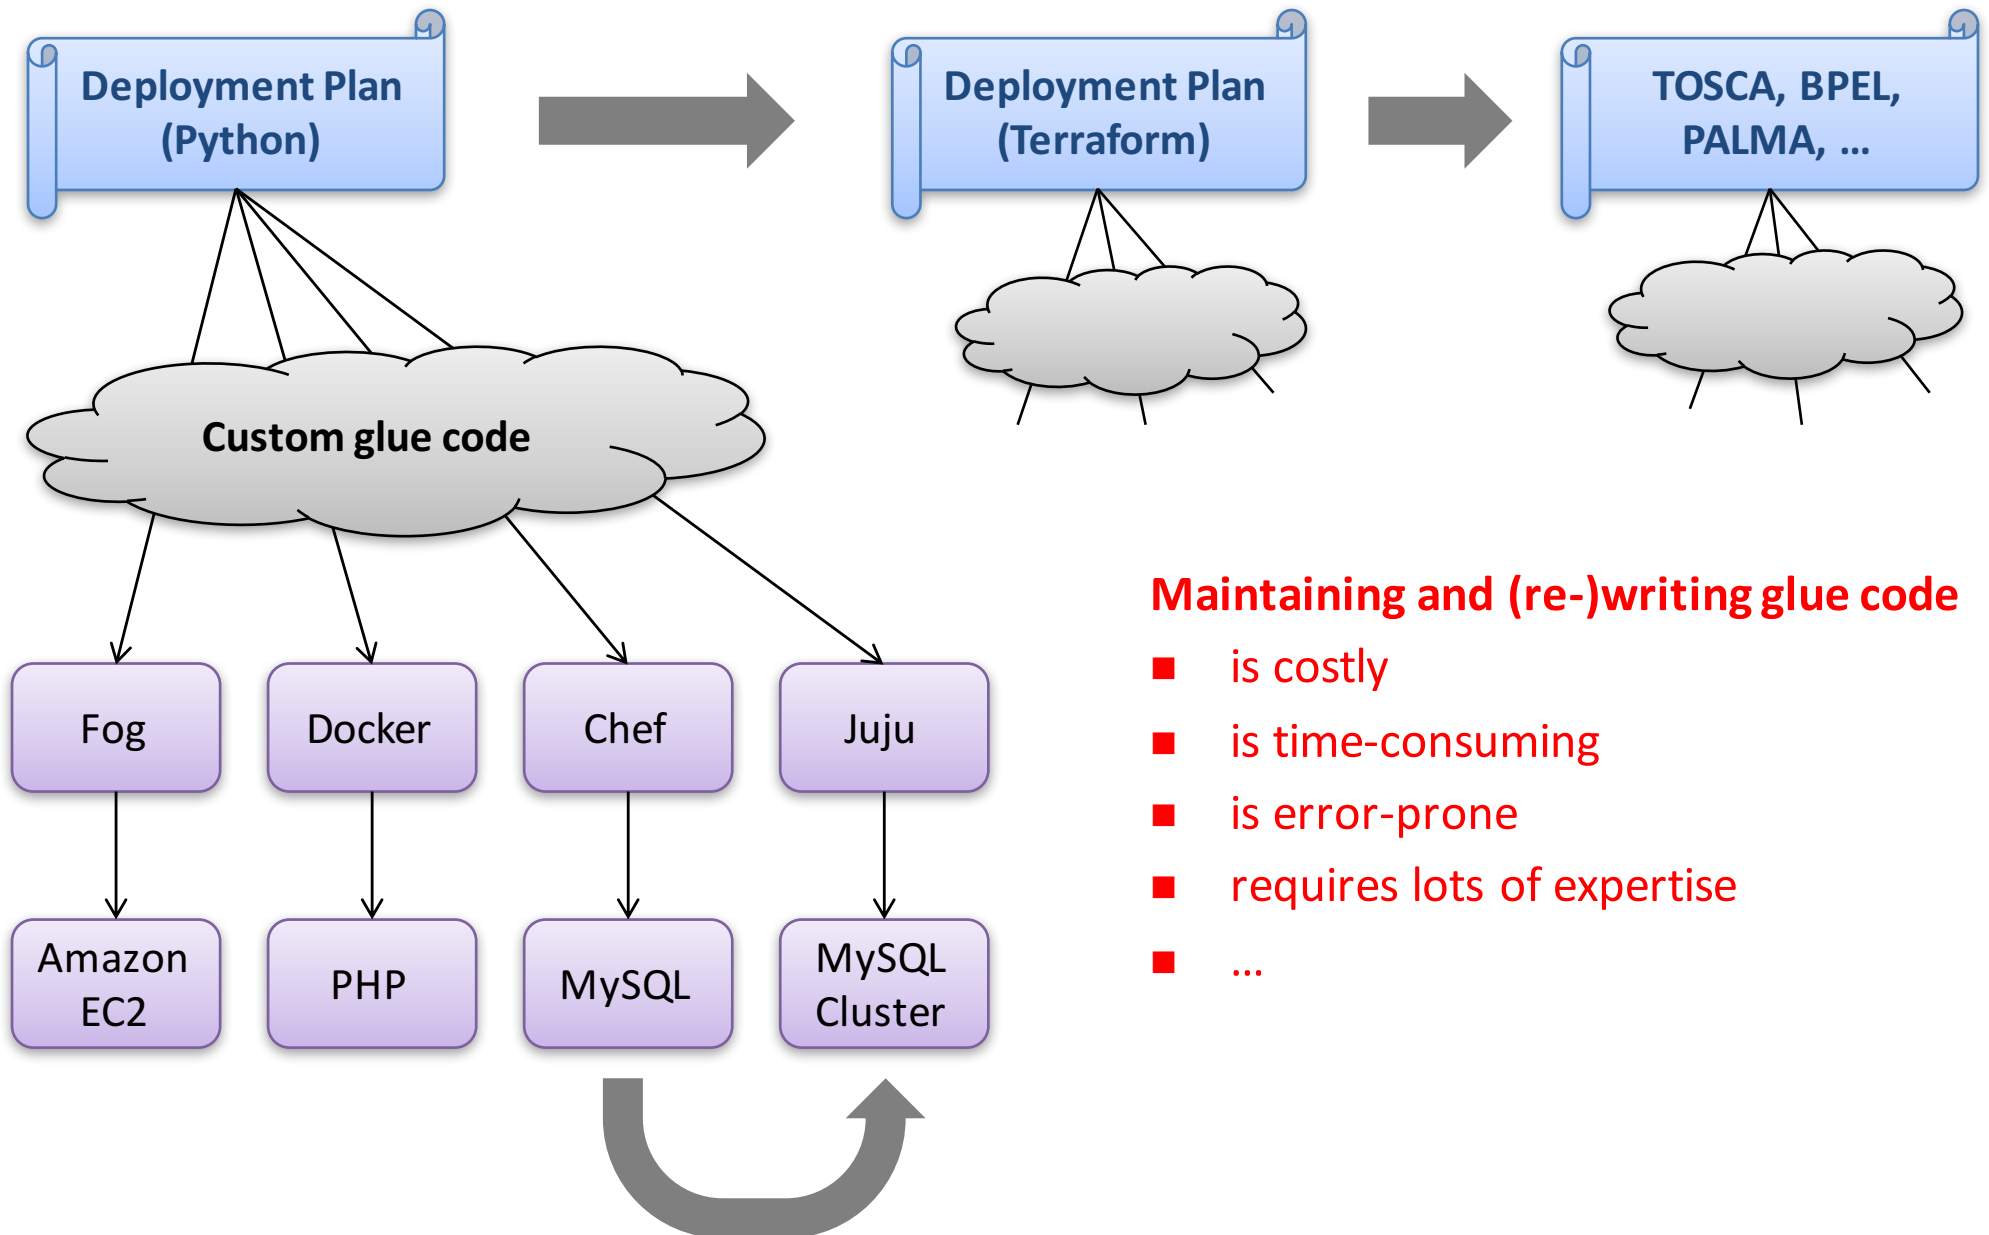 Deployment Plan
(Python)
Deployment Plan
(Terraform)
TOSCA, BPEL,
PALMA, ...
Custom glue code
Fog
Docker
Chef
Juju
Amazon
EC2
PHP
MySQL
MySQL
Cluster
Maintaining and (re-)writing glue code
is costly
is time-consuming
is error-prone
requires lots of expertise
...